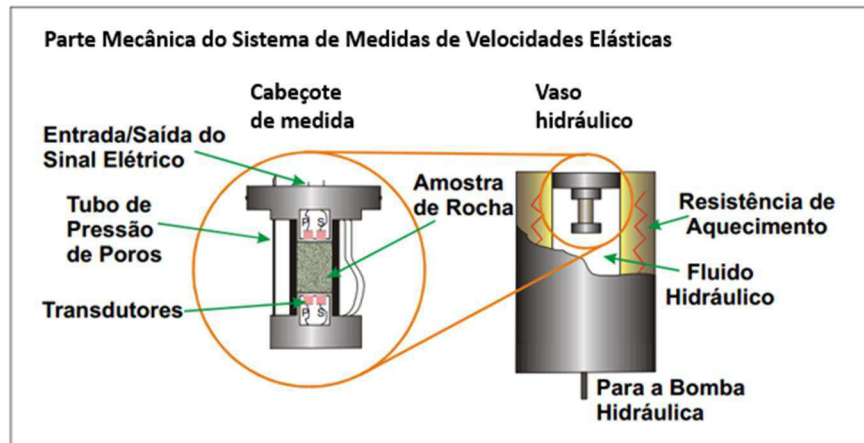 Parte Mecânica do Sistema de Medidas de Velocidades Elásticas
Cabeçote
de medida
Vaso
hidráulico
Entrada/Saída do
Sinal Elétrico
Tubo de
Pressão
de Poros
Transdutores
Amostra
de Rocha
P S
P S
Resistência de
Aquecimento
Fluido
Hidráulico
Para a Bomba
Hidráulica